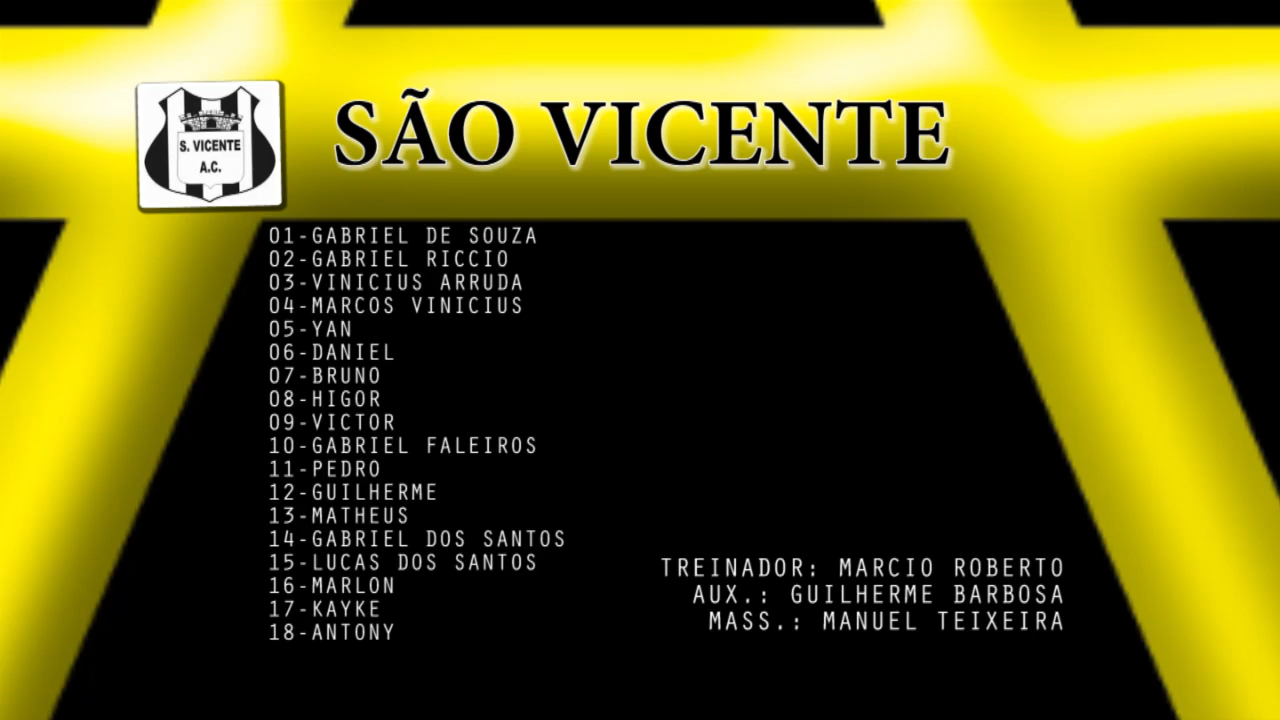 S. VICENTE
A.C.
SÃO VICENTE
01-GABRIEL DE SOUZA
02-GABRIEL RICCIO
03-VINICIUS ARRUDA
04-MARCOS VINICIUS
05-YAN
06-DANIEL
07-BRUNO
08-HIGOR
09-VICTOR
10-GABRIEL FALEIROS
11-PEDRO
12-GUILHERME
13-MATHEUS
14-GABRIEL DOS SANTOS
15-LUCAS DOS SANTOS
16-MARLON
17-KAYKE
18-ANTONY
TREINADOR: MARCIO ROBERTO
AUX.: GUILHERME BARBOSA
MASS.: MANUEL TEIXEIRA